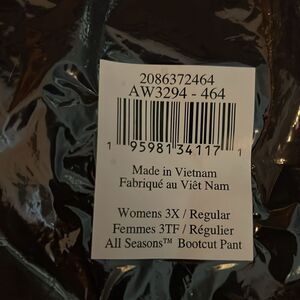 2086372464
AW3294 - 464
1 95981 34117 1
Made in Vietnam
Fabriqué au Viêt Nam
Womens 3X / Regular
Femmes 3TF / Régulier
All Seasons™ Bootcut Pant